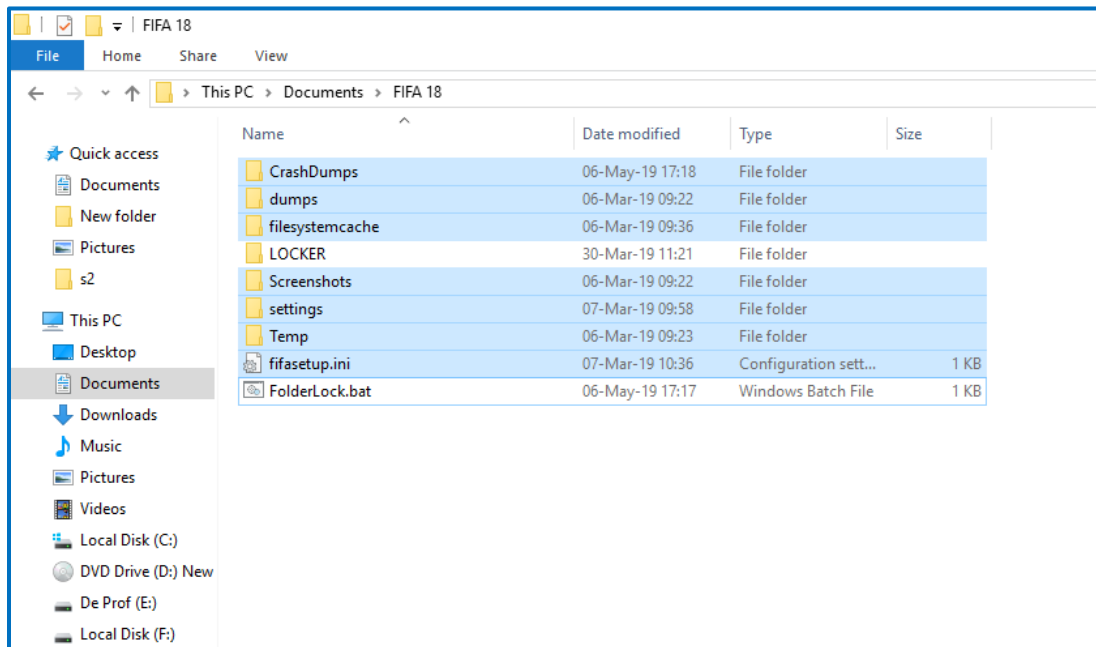 FIFA 18
File Home Share View
This PC > Documents > FIFA 18
Name Date modified Type Size
Quick access
Documents
New folder
Pictures
s2
This PC
Desktop
Documents
Downloads
Music
Pictures
Videos
Local Disk (C:)
DVD Drive (D:) New
De Prof (E:)
Local Disk (F:)
CrashDumps 06-May-19 17:18 File folder
dumps 06-Mar-19 09:22 File folder
filesystemcache 06-Mar-19 09:36 File folder
LOCKER 30-Mar-19 11:21 File folder
Screenshots 06-Mar-19 09:22 File folder
settings 07-Mar-19 09:58 File folder
Temp 06-Mar-19 09:23 File folder
fifasetup.ini 07-Mar-19 10:36 Configuration sett... 1 KB
FolderLock.bat 06-May-19 17:17 Windows Batch File 1 KB